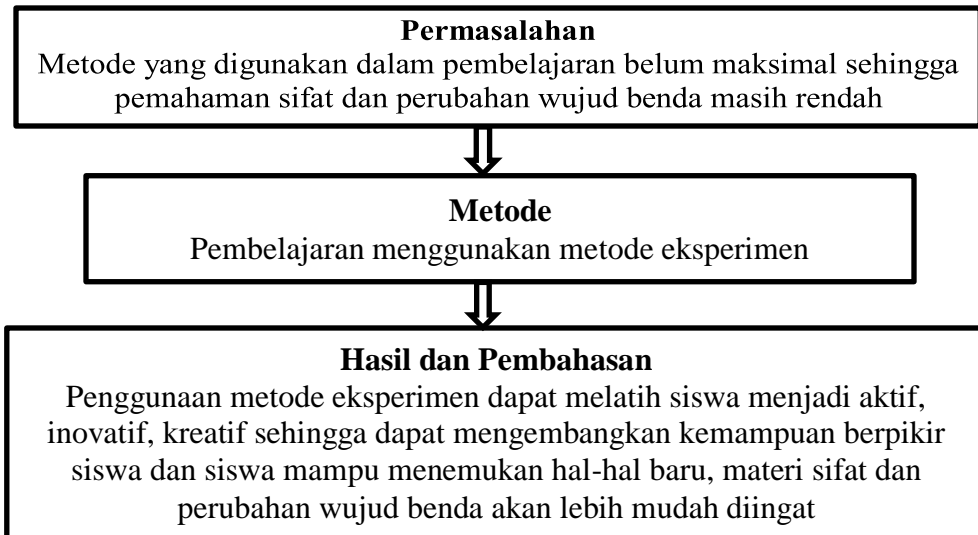 Permasalahan
Metode yang digunakan dalam pembelajaran belum maksimal sehingga
pemahaman sifat dan perubahan wujud benda masih rendah
Metode
Pembelajaran menggunakan metode eksperimen
Hasil dan Pembahasan
Penggunaan metode eksperimen dapat melatih siswa menjadi aktif,
inovatif, kreatif sehingga dapat mengembangkan kemampuan berpikir
siswa dan siswa mampu menemukan hal-hal baru, materi sifat dan
perubahan wujud benda akan lebih mudah diingat